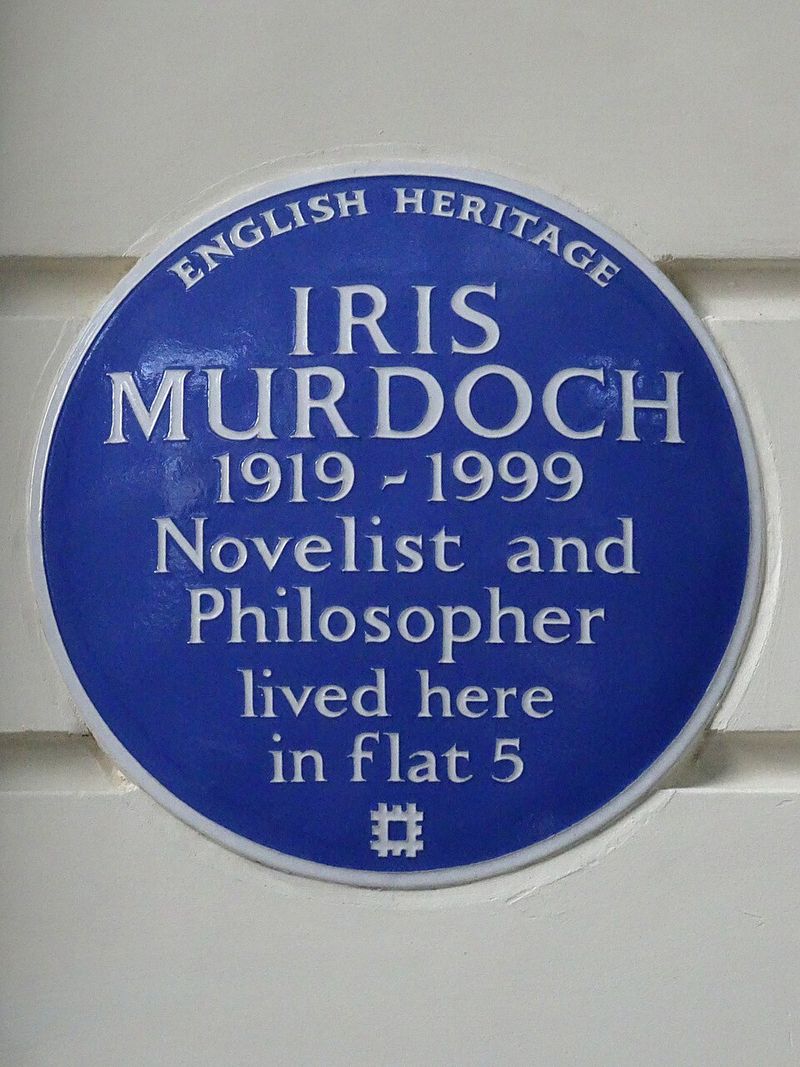 ENGLISH HERITAGE
IRIS
MURDOCH
1919 - 1999
Novelist and
Philosopher
lived here
in flat 5